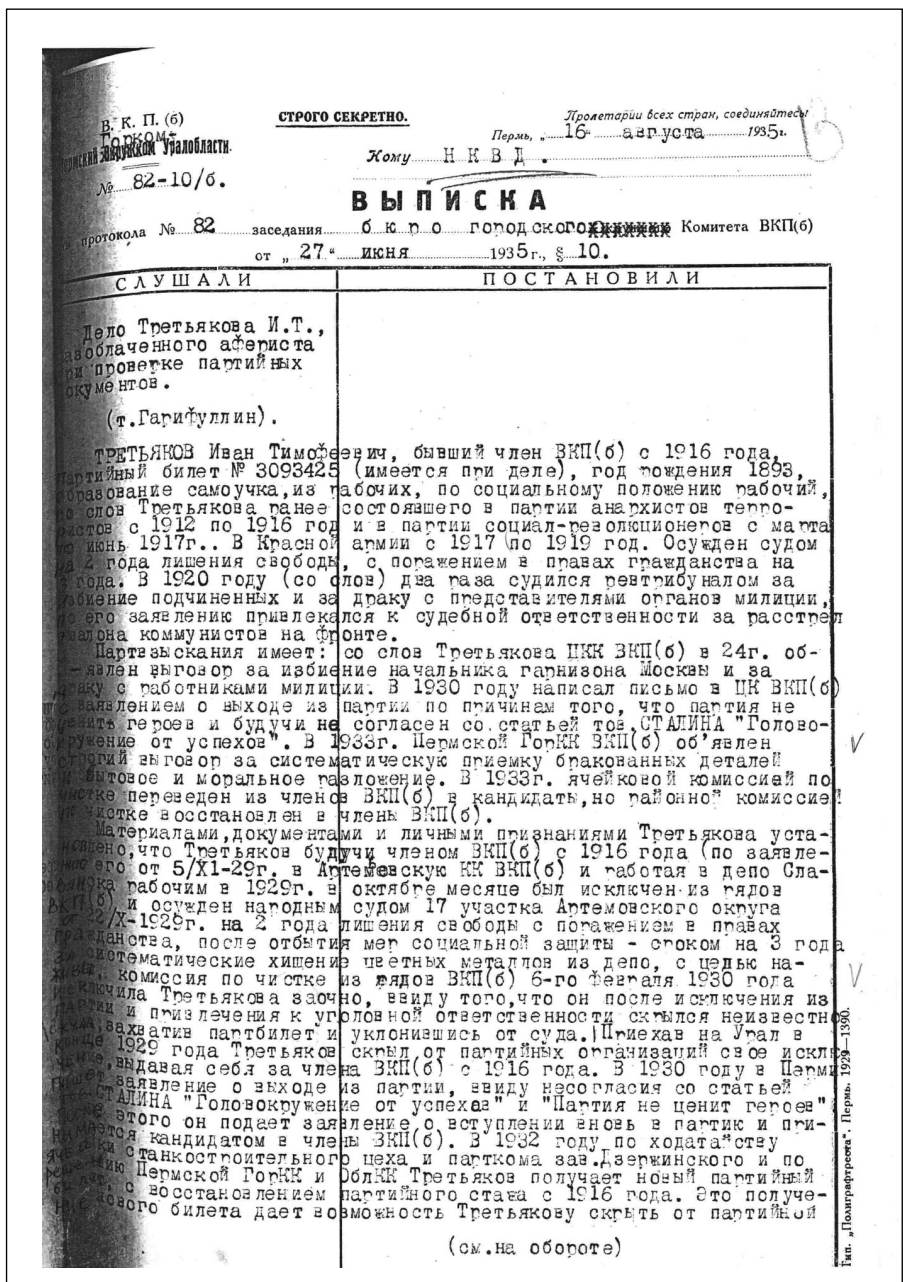 В. К. П. (б)
СТРОГО СЕКРЕТНО.
Пролетарии всех стран, соединяйтесь
Горком
Уралобласти.
Пермь, „16“ августа 1935г.
Кому НКВД.
№ 82-10/б.
ВЫПИСКА
протокола № 82 заседания бюро городского Комитета ВКП(б)
от „27“ июня 1935 г., § 10.
СЛУШАЛИ
ПОСТАНОВИЛИ
Дело Третьякова И.Т.,
азоблаченного афериста
ри проверке партийных
окументов.
(т.Гарифуллин).
ТРЕТЬЯКОВ Иван Тимофеевич, бывший член ВКП(б) с 1916 года,
партийный билет № 3093425 (имеется при деле), год рождения 1893,
образование самоучка,из рабочих, по социальному положению рабочий,
со слов Третьякова ранее состоявшего в партии анархистов терро-
ристов с 1912 по 1916 год и в партии социал-революционеров с марта
по июнь 1917г.. В Красной армии с 1917 по 1919 год. Осужден судом
на 2 года лишения свободы, с поражением в правах гражданства на
года. В 1920 году (со слов) два раза судился ревтрибуналом за
избиение подчиненных и за драку с представителями органов милиции,
по его заявлению привлекался к судебной ответственности за расстрел
эшалона коммунистов на фронте.
Партвзыскания имеет: со слов Третьякова ЦКК ВКП(б) в 24г. об-
-явлен выговор за избиение начальника гарнизона Москвы и за
драку с работниками милиции. В 1930 году написал письмо в ЦК ВКП(б)
с заявлением о выходе из партии по причинам того, что партия не
ценить героев и будучи не согласен со.статьей тов.СТАЛИНА "Голово-
кружение от успехов". В 1933г. Пермской ГорКК ВКП(б) об'явлен
строгий выговор за систематическую приемку бракованных деталей
бытовое и моральное разложение. В 1933г. ячейковой комиссией по
чистке переведен из членов ВКП(б) в кандидаты,но районной комиссией
чистке восстановлен в члены ВКП(б).
Материалами,документами и личными признаниями Третьякова уста-
новлено,что Третьяков будучи членом ВКП(б) с 1916 года (по заявле-
нию его от 5/X1-29г. в Артемовскую КК ВКП(б) и работая в депо Сла-
вянска рабочим в 1929г. в октябре месяце был исключен из рядов
ВКП(б) и осужден народным судом 17 участка Артемовского округа
от 22/X-1929г. на 2 года лишения свободы с поражением в правах
гражданства, после отбытия мер социальной защиты - сроком на 3 года
за систематические хищения цветных металлов из депо, с целью на-
живы, комиссия по чистке из рядов ВКП(б) 6-го февраля 1930 года
исключила Третьякова заочно, ввиду того,что он после исключения из
партии и привлечения к уголовной ответственности скрылся неизвестно
захватив партбилет и уклонившись от суда. Приехав на Урал в
конце 1929 года Третьяков скрыл от партийных организаций свое исклю
чение,выдавая себя за члена ВКП(б) с 1916 года. В 1930 году в Перми
пишет заявление о выходе из партии, ввиду несогласия со статьей
СТАЛИНА "Головокружение от успехав" и "Партия не ценит героев"
этого он подает заявление о вступлении вновь в партию и при-
нимается кандидатом в члены ВКП(б). В 1932 году по ходатайству
ячейки станкостроительного цеха и парткома зав.Дзержинского и по
решению Пермской ГорКК и ОблКК Третьяков получает новый партийный
с восстановлением партийного стажа с 1916 года. Это получе-
нового билета дает возможность Третьякову скрыть от партийной
(см.на обороте)
Тип. „Полиграфтреста“. Пермь. 1929—1390.